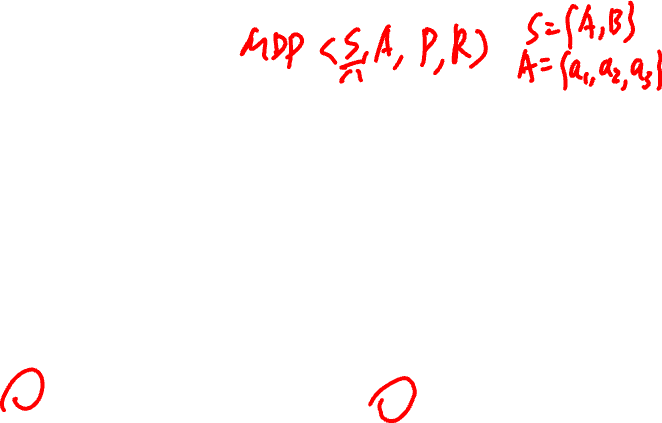 MDP <S, A, P, R) S={A,B}
A={a₁,a₂,a₃}